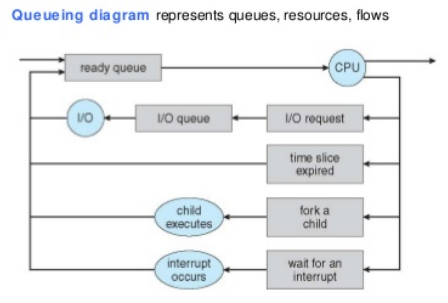 Queueing diagram represents queues, resources, flows
ready queue
CPU
I/O
I/O queue
I/O request
time slice
expired
child
executes
fork a
child
interrupt
occurs
wait for an
interrupt